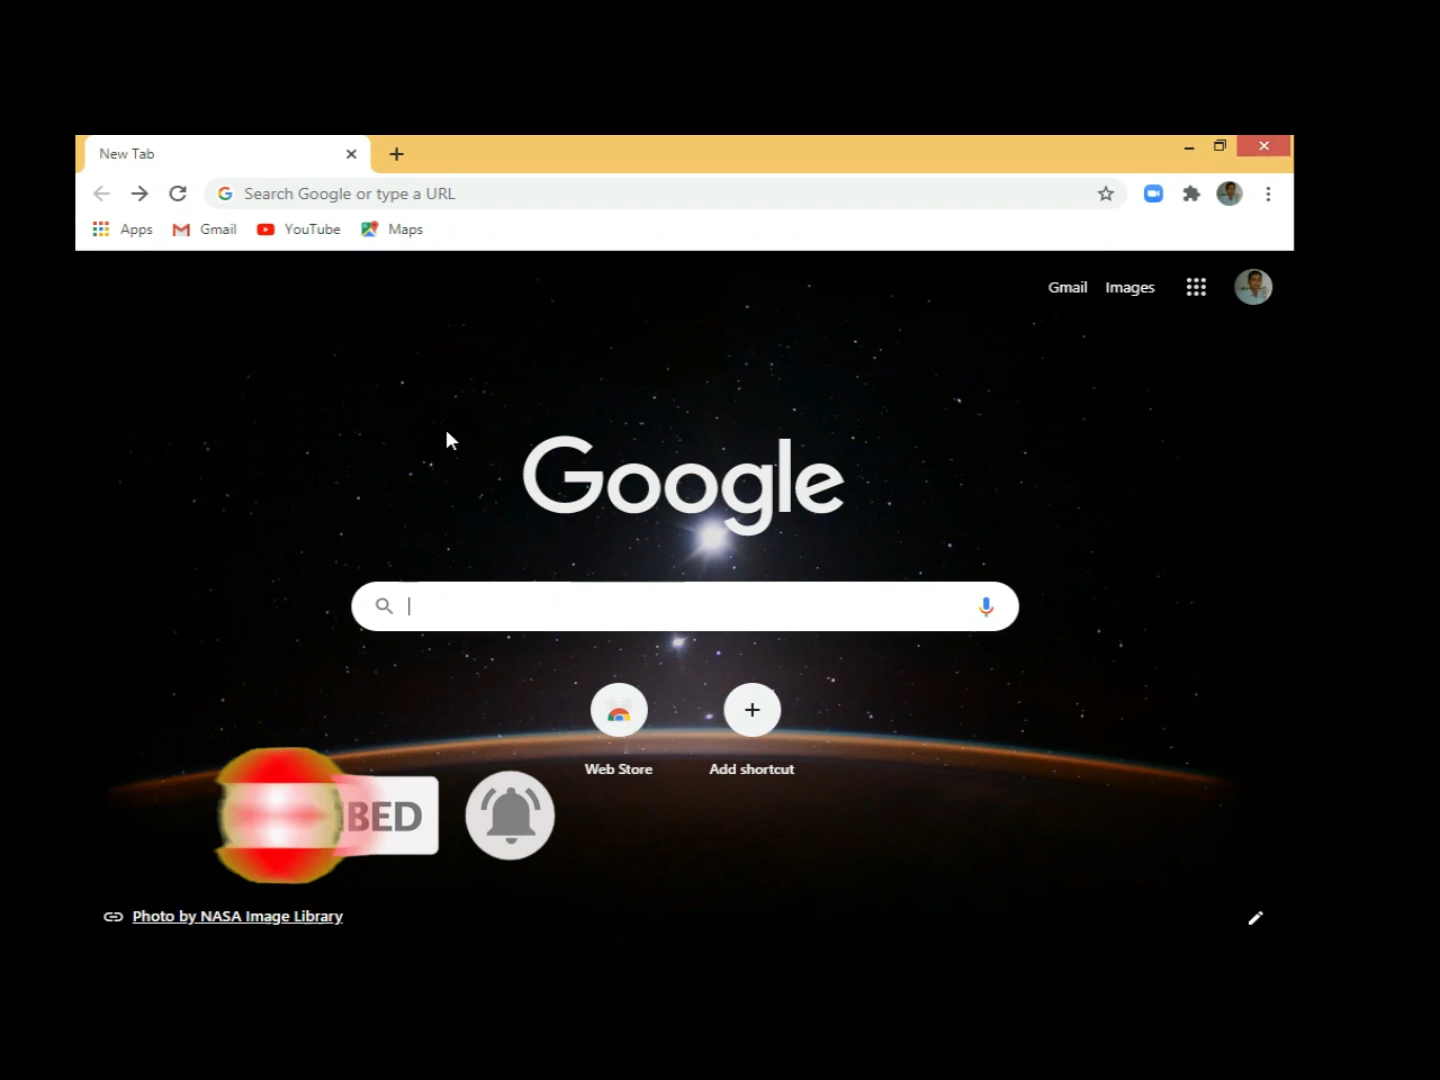 New Tab
Search Google or type a URL
Apps Gmail YouTube Maps
Gmail Images
Google
Web Store Add shortcut
BED
Photo by NASA Image Library